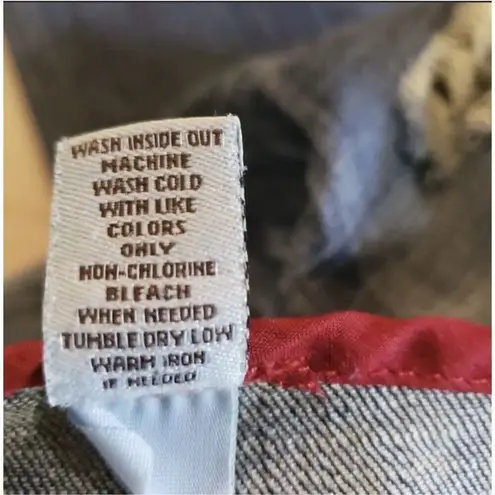 WASH INSIDE OUT
MACHINE
WASH COLD
WITH LIKE
COLORS
ONLY
NON-CHLORINE
BLEACH
WHEN NEEDED
TUMBLE DRY LOW
WARM IRON
IF NEEDED